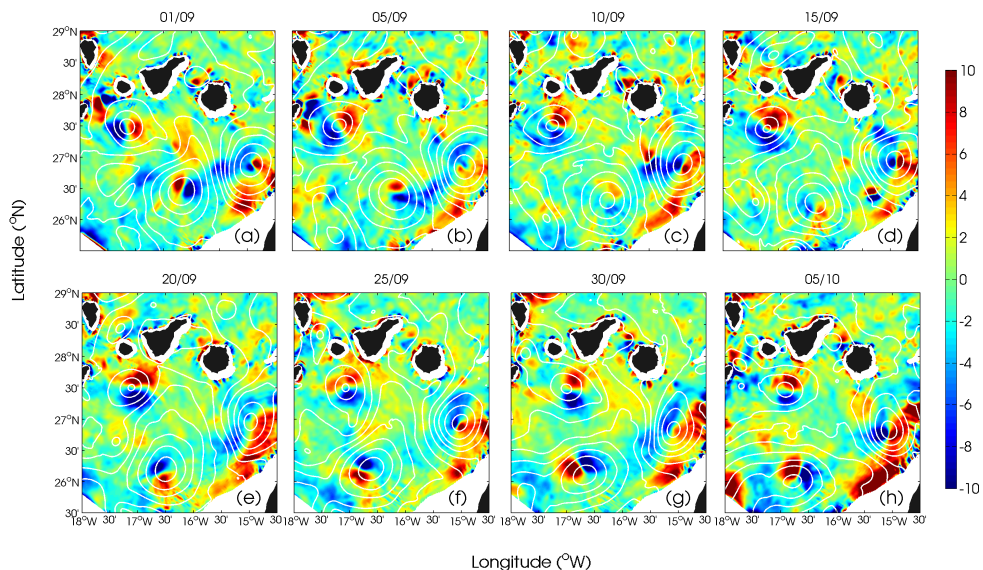 01/09 05/09 10/09 15/09
29°N
30'
28°N
30'
27°N
30'
26°N
(a) (b) (c) (d)
10
8
6
4
2
0
-2
-4
-6
-8
-10
Latitude (°N)
20/09 25/09 30/09 05/10
29°N
30'
28°N
30'
27°N
30'
26°N
30'
(e) (f) (g) (h)
18°W 30' 17°W 30' 16°W 30' 15°W 30' 18°W 30' 17°W 30' 16°W 30' 15°W 30' 18°W 30' 17°W 30' 16°W 30' 15°W 30' 18°W 30' 17°W 30' 16°W 30' 15°W 30'
Longitude (°W)